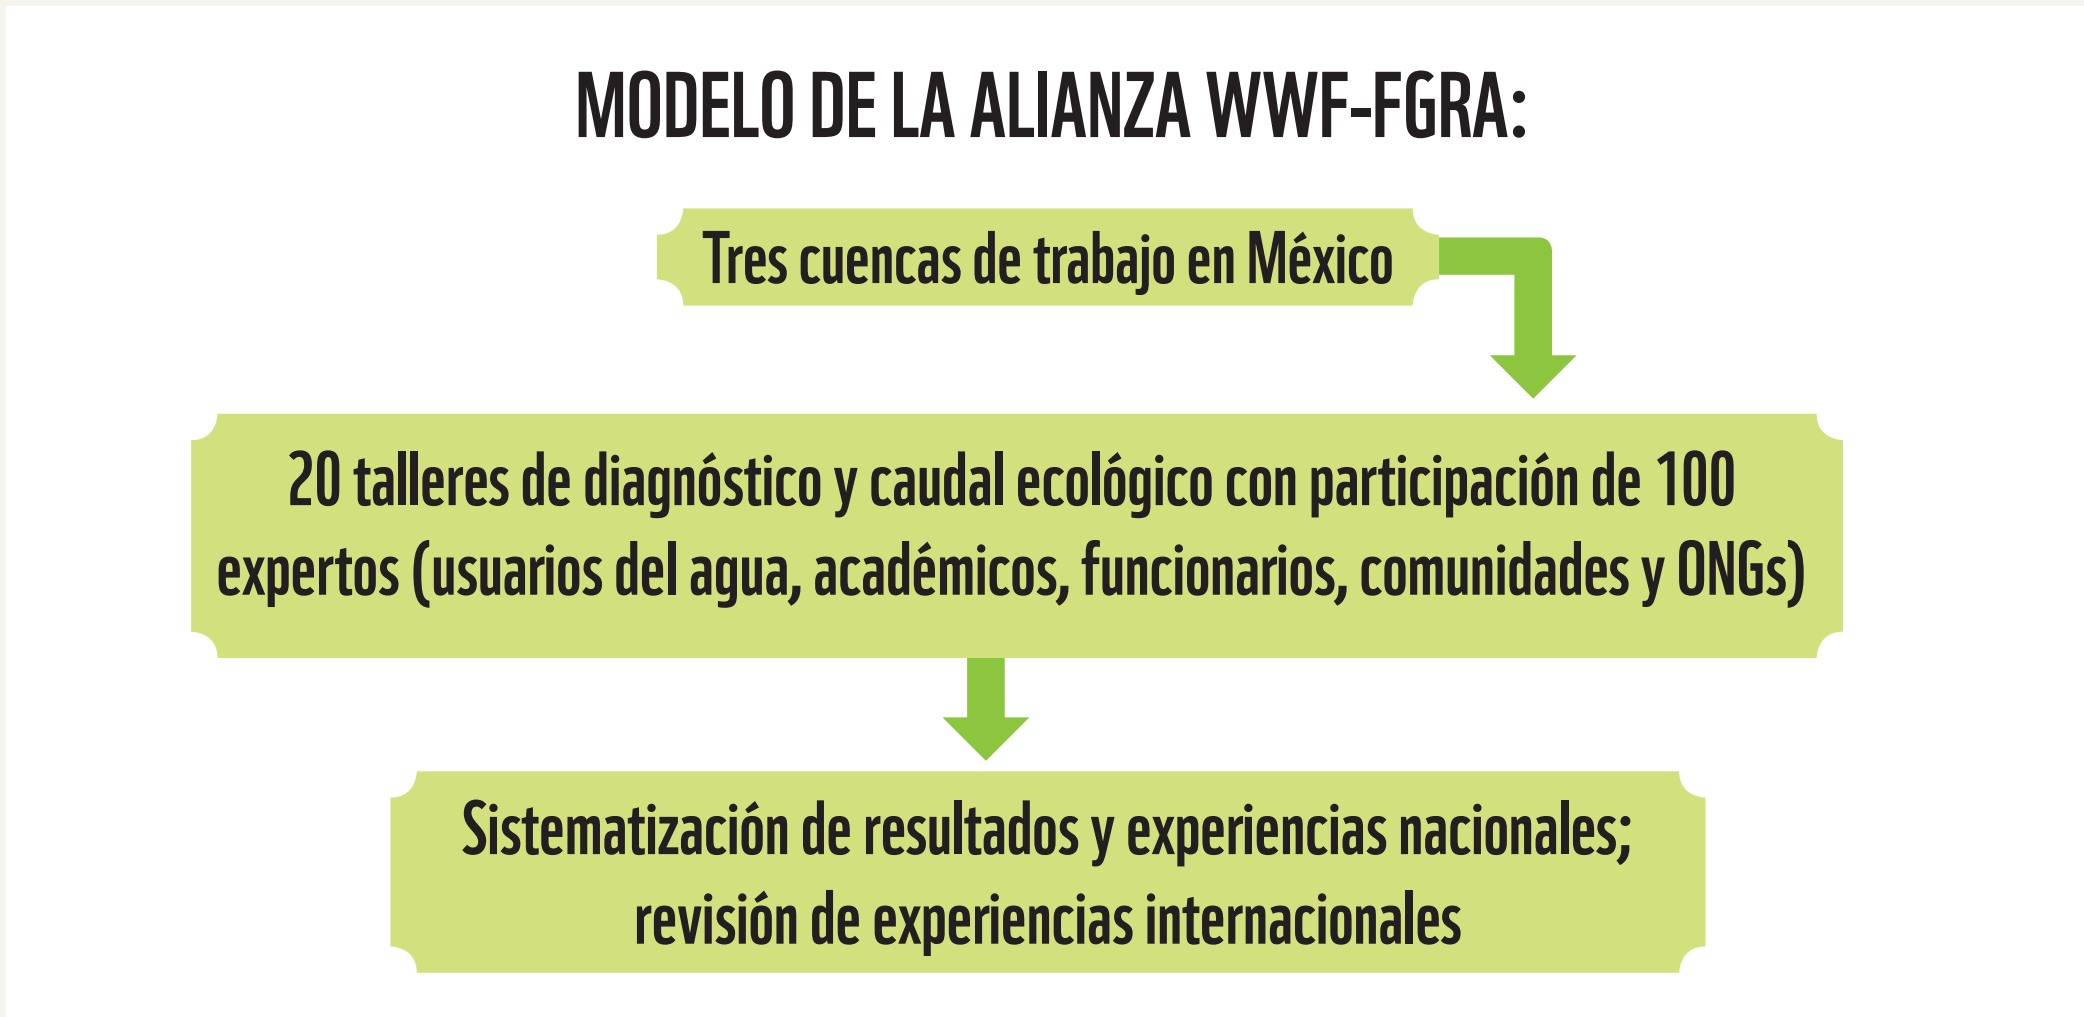 MODELO DE LA ALIANZA WWF-FGRA:
Tres cuencas de trabajo en México
20 talleres de diagnóstico y caudal ecológico con participación de 100
expertos (usuarios del agua, académicos, funcionarios, comunidades y ONGs)
Sistematización de resultados y experiencias nacionales;
revisión de experiencias internacionales